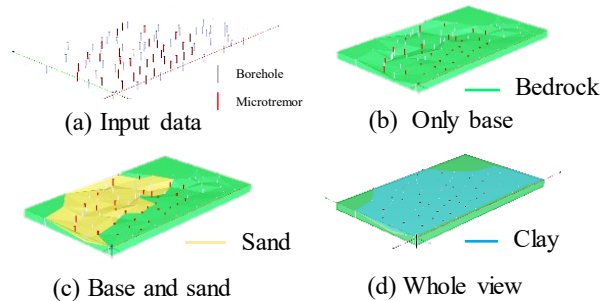 Borehole
Microtremor
(a) Input data
Bedrock
(b) Only base
Sand
(c) Base and sand
Clay
(d) Whole view